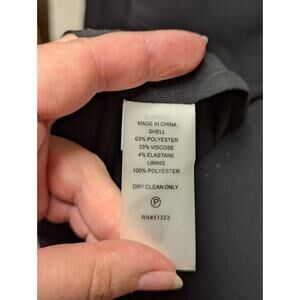 MADE IN CHINA
SHELL
63% POLYESTER
33% VISCOSE
4% ELASTANE
LINING
100% POLYESTER
DRY CLEAN ONLY
P
RN#51323